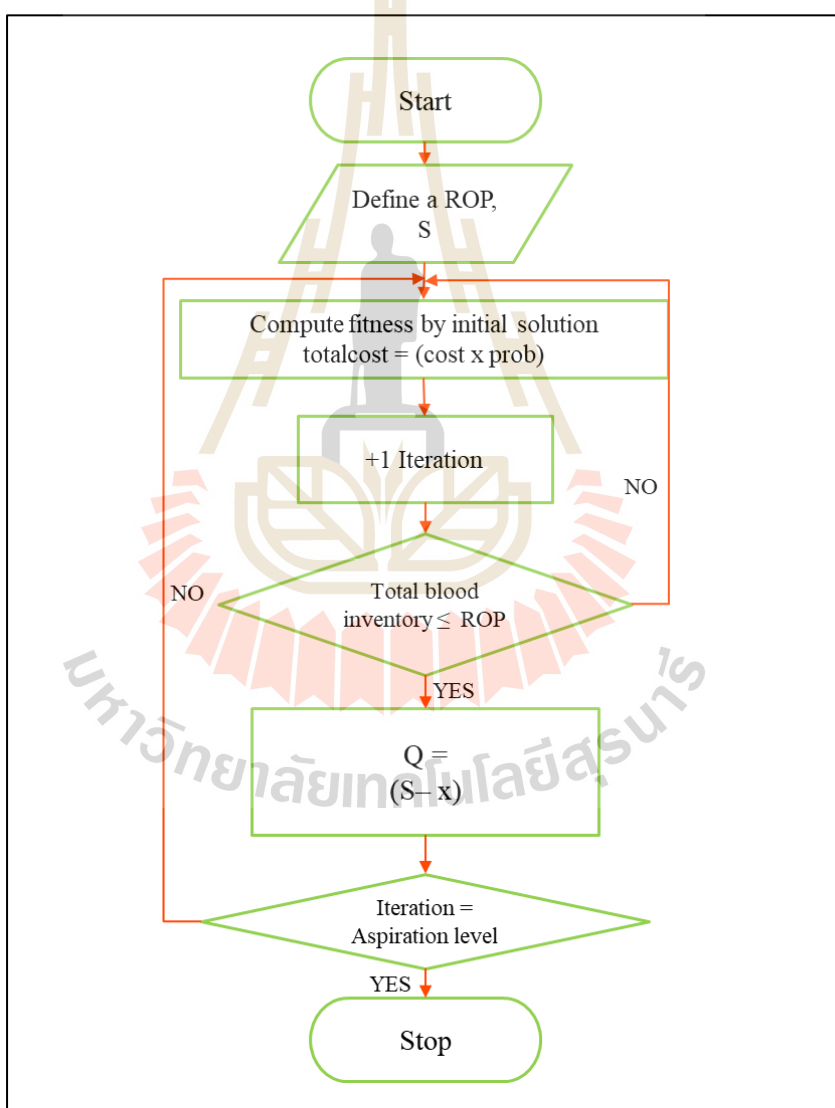 Start
Define a ROP,
S
Compute fitness by initial solution
totalcost = (cost x prob)
+1 Iteration
NO
NO
Total blood
inventory ≤ ROP
YES
Q =
(S– x)
มหาวิทยาลัยเทคโนโลยีสุรนารี
Iteration =
Aspiration level
YES
Stop